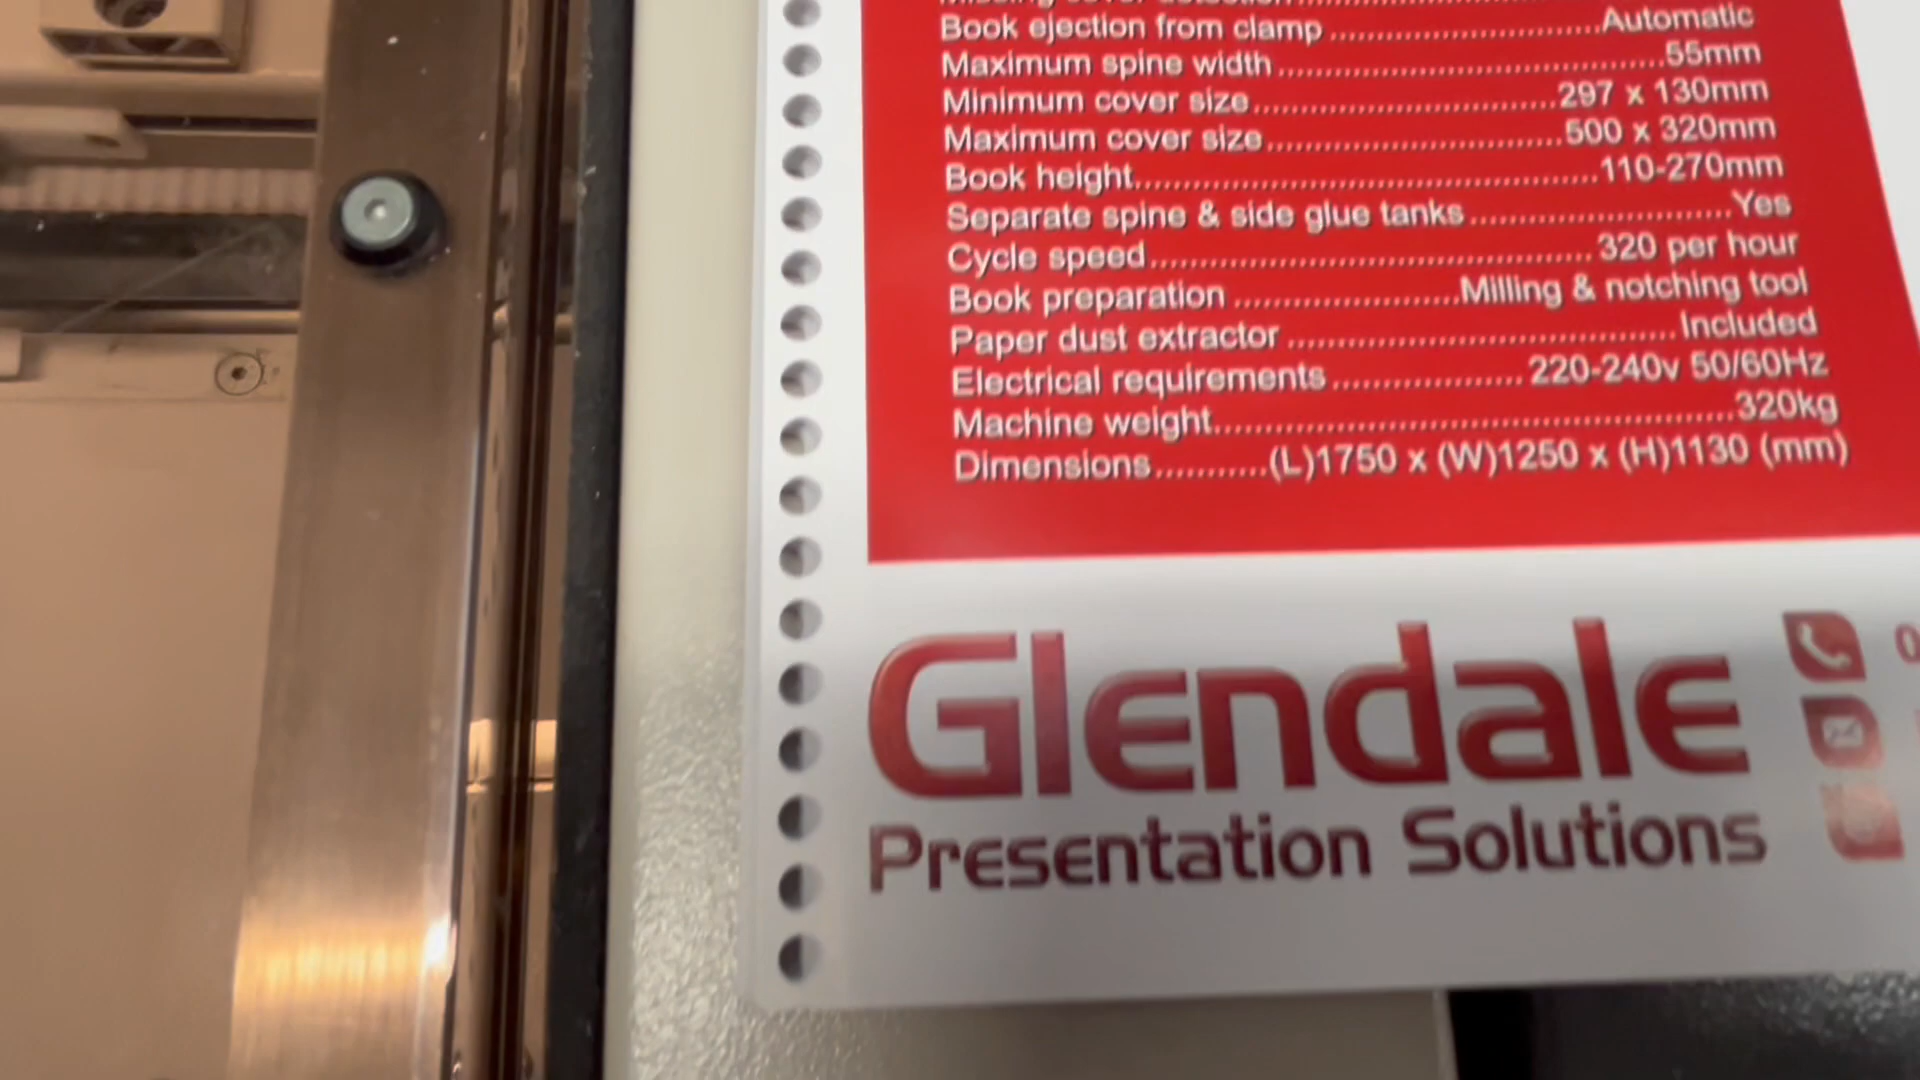 Book ejection from clamp ..............................Automatic
Maximum spine width..........................................55mm
Minimum cover size.................................297 x 130mm
Maximum cover size................................500 x 320mm
Book height..................................................110-270mm
Separate spine & side glue tanks............................Yes
Cycle speed................................................320 per hour
Book preparation ........................Milling & notching tool
Paper dust extractor .........................................Included
Electrical requirements.................... 220-240v 50/60Hz
Machine weight.......................................................320kg
Dimensions...........(L)1750 x (W)1250 x (H)1130 (mm)
Glendale
Presentation Solutions